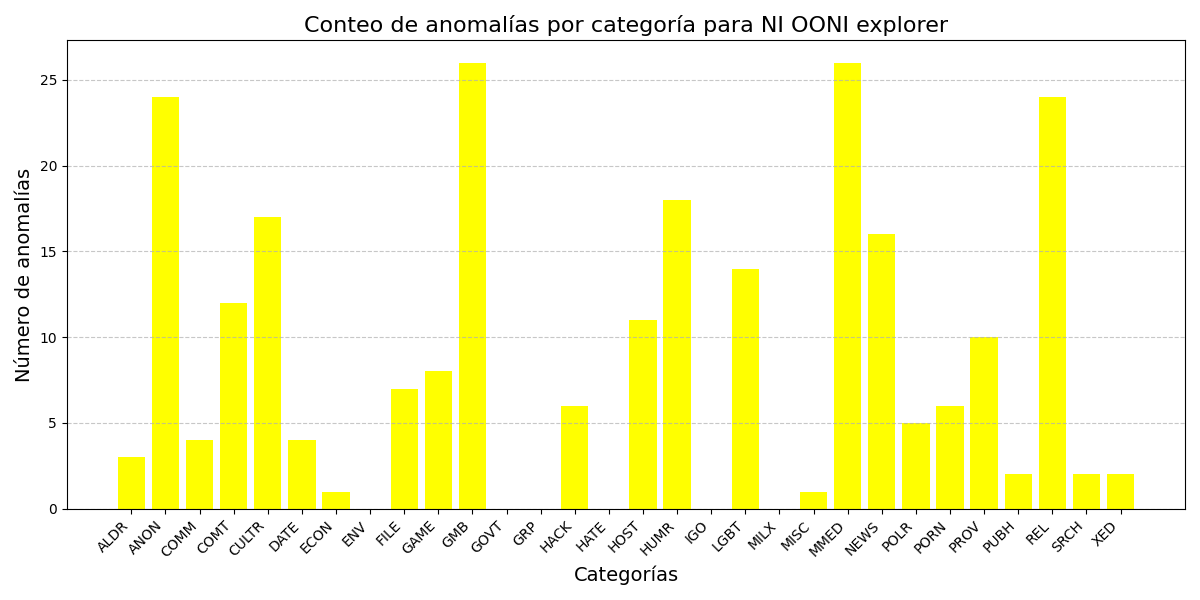 Conteo de anomalías por categoría para NI OONI explorer
Número de anomalías
25
20
15
10
5
0
ALDR
ANON
COMM
COMT
CULTR
DATE
ECON
ENV
FILE
GAME
GMB
GOVT
GRP
HACK
HATE
HOST
HUMR
IGO
LGBT
MILX
MISC
MMED
NEWS
POLR
PORN
PROV
PUBH
REL
SRCH
XED
Categorías